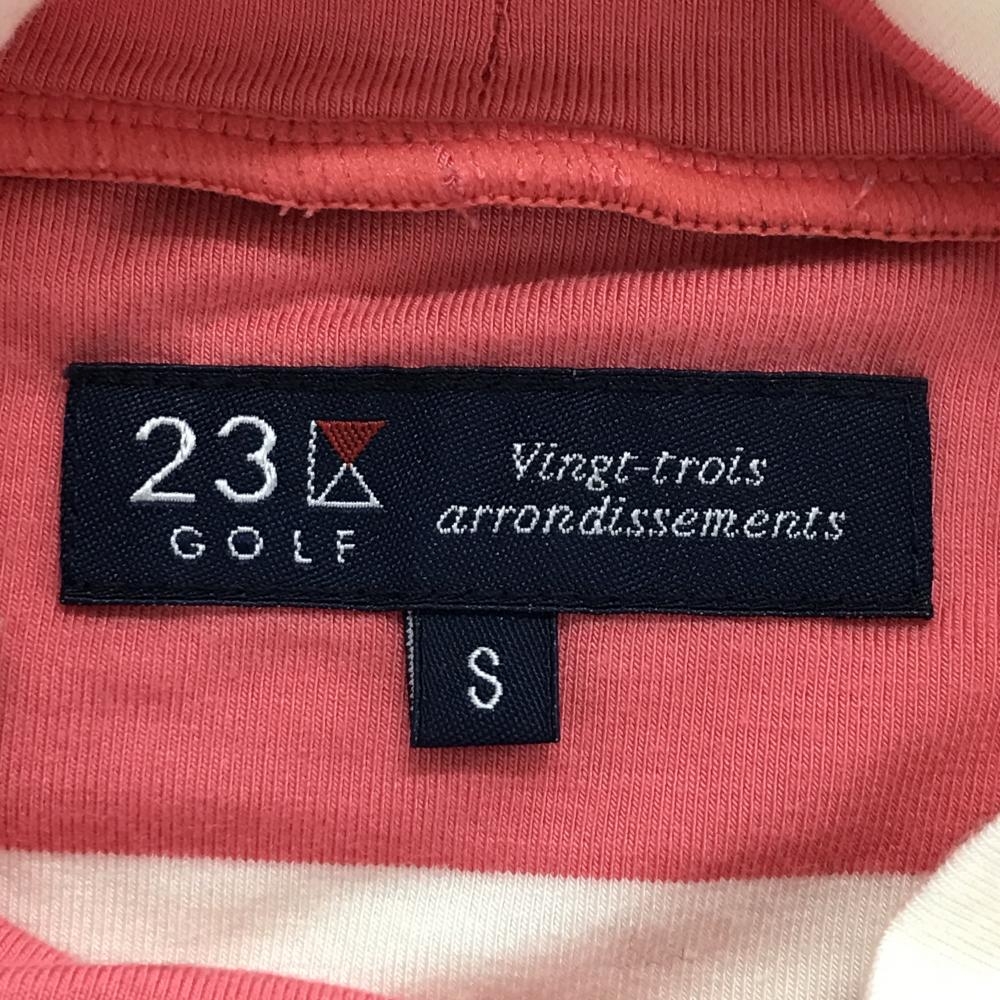 23
GOLF
Vingt-trois
arrondissements
S